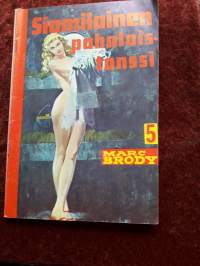 Siamilainen
paholais-
tanssi
5
MARC
BRODY